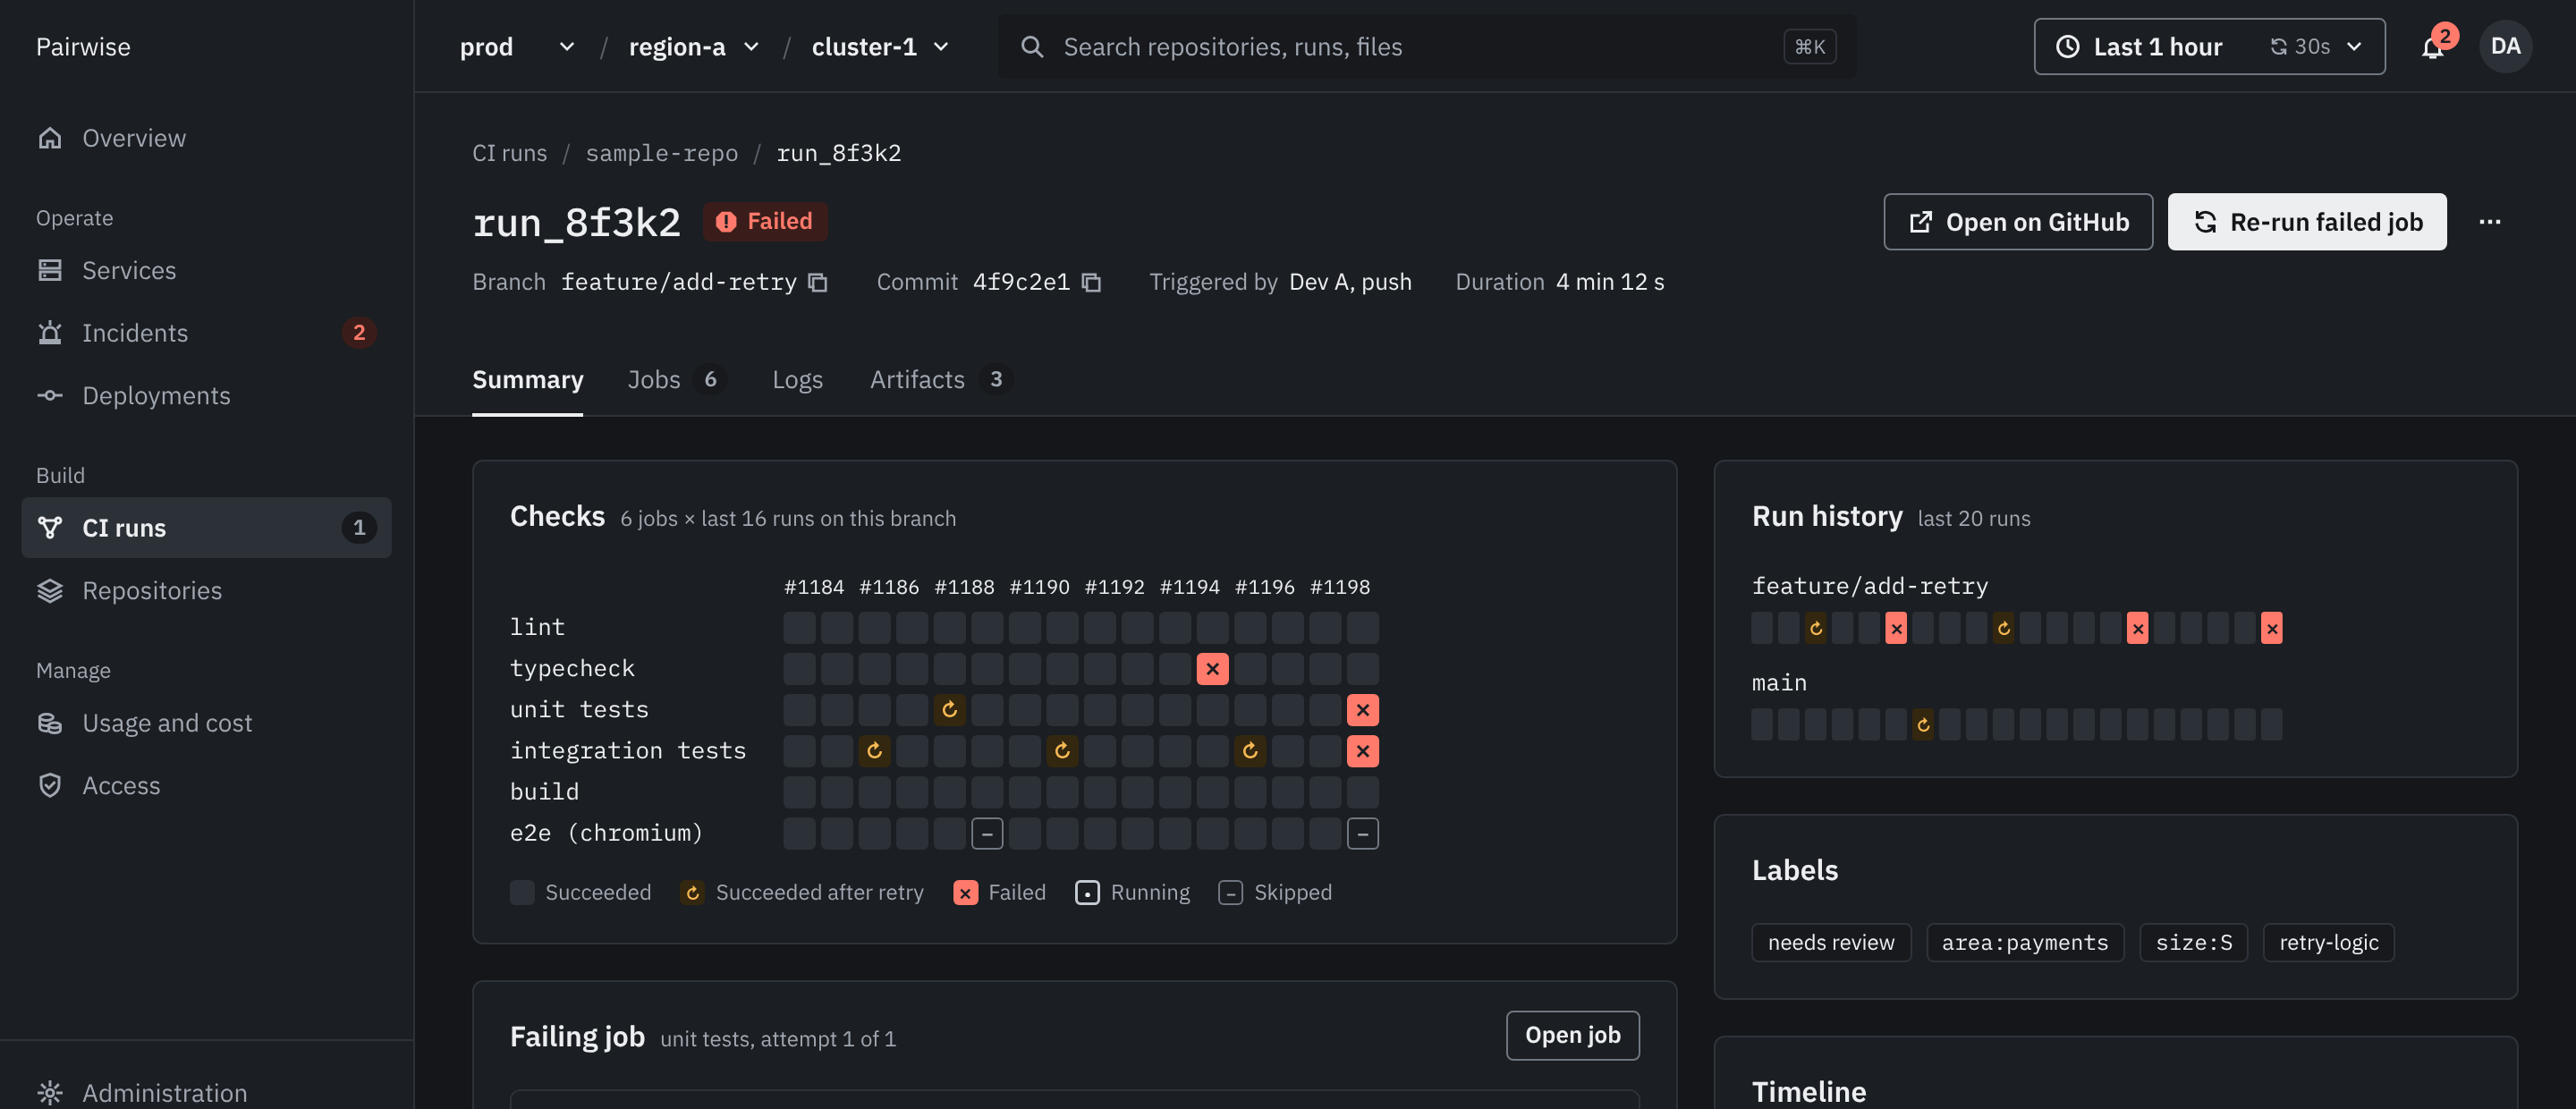 Pairwise
prod / region-a / cluster-1
Search repositories, runs, files ⌘K
Last 1 hour 30s
2
DA
Overview
Operate
Services
Incidents 2
Deployments
Build
CI runs 1
Repositories
Manage
Usage and cost
Access
Administration
CI runs / sample-repo / run_8f3k2
run_8f3k2 Failed
Open on GitHub
Re-run failed job
Branch feature/add-retry Commit 4f9c2e1 Triggered by Dev A, push Duration 4 min 12 s
Summary Jobs 6 Logs Artifacts 3
Checks 6 jobs × last 16 runs on this branch
#1184 #1186 #1188 #1190 #1192 #1194 #1196 #1198
lint
typecheck
unit tests
integration tests
build
e2e (chromium)
Succeeded Succeeded after retry Failed Running Skipped
Failing job unit tests, attempt 1 of 1
Open job
Run history last 20 runs
feature/add-retry
main
Labels
needs review area:payments size:S retry-logic
Timeline